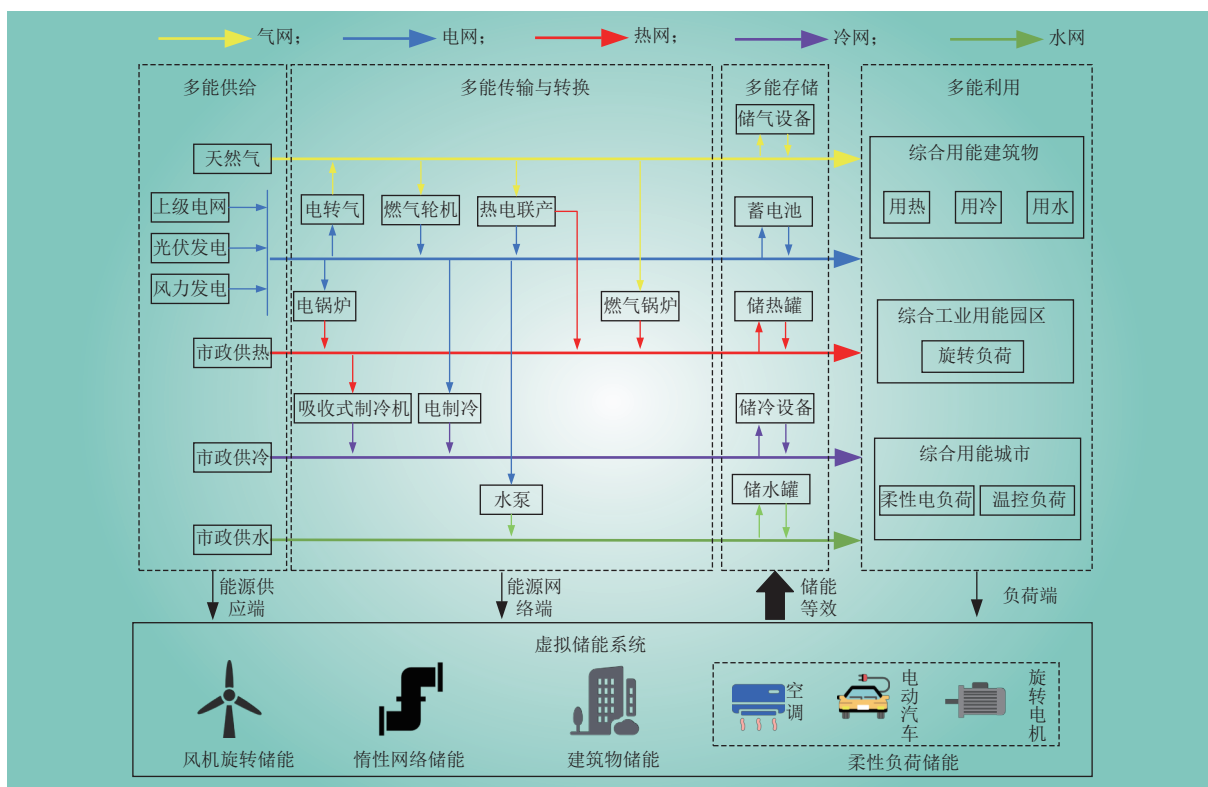 气网；
电网；
热网；
冷网；
水网
多能供给
多能传输与转换
多能存储
多能利用
储气设备
天然气
综合用能建筑物
上级电网
电转气
燃气轮机
热电联产
蓄电池
用热
用冷
用水
光伏发电
风力发电
电锅炉
燃气锅炉
储热罐
综合工业用能园区
市政供热
旋转负荷
吸收式制冷机
电制冷
储冷设备
市政供冷
综合用能城市
水泵
储水罐
柔性电负荷
温控负荷
市政供水
能源供
应端
能源网
络端
储能
等效
负荷端
虚拟储能系统
空调
电动汽车
旋转电机
风机旋转储能
惰性网络储能
建筑物储能
柔性负荷储能